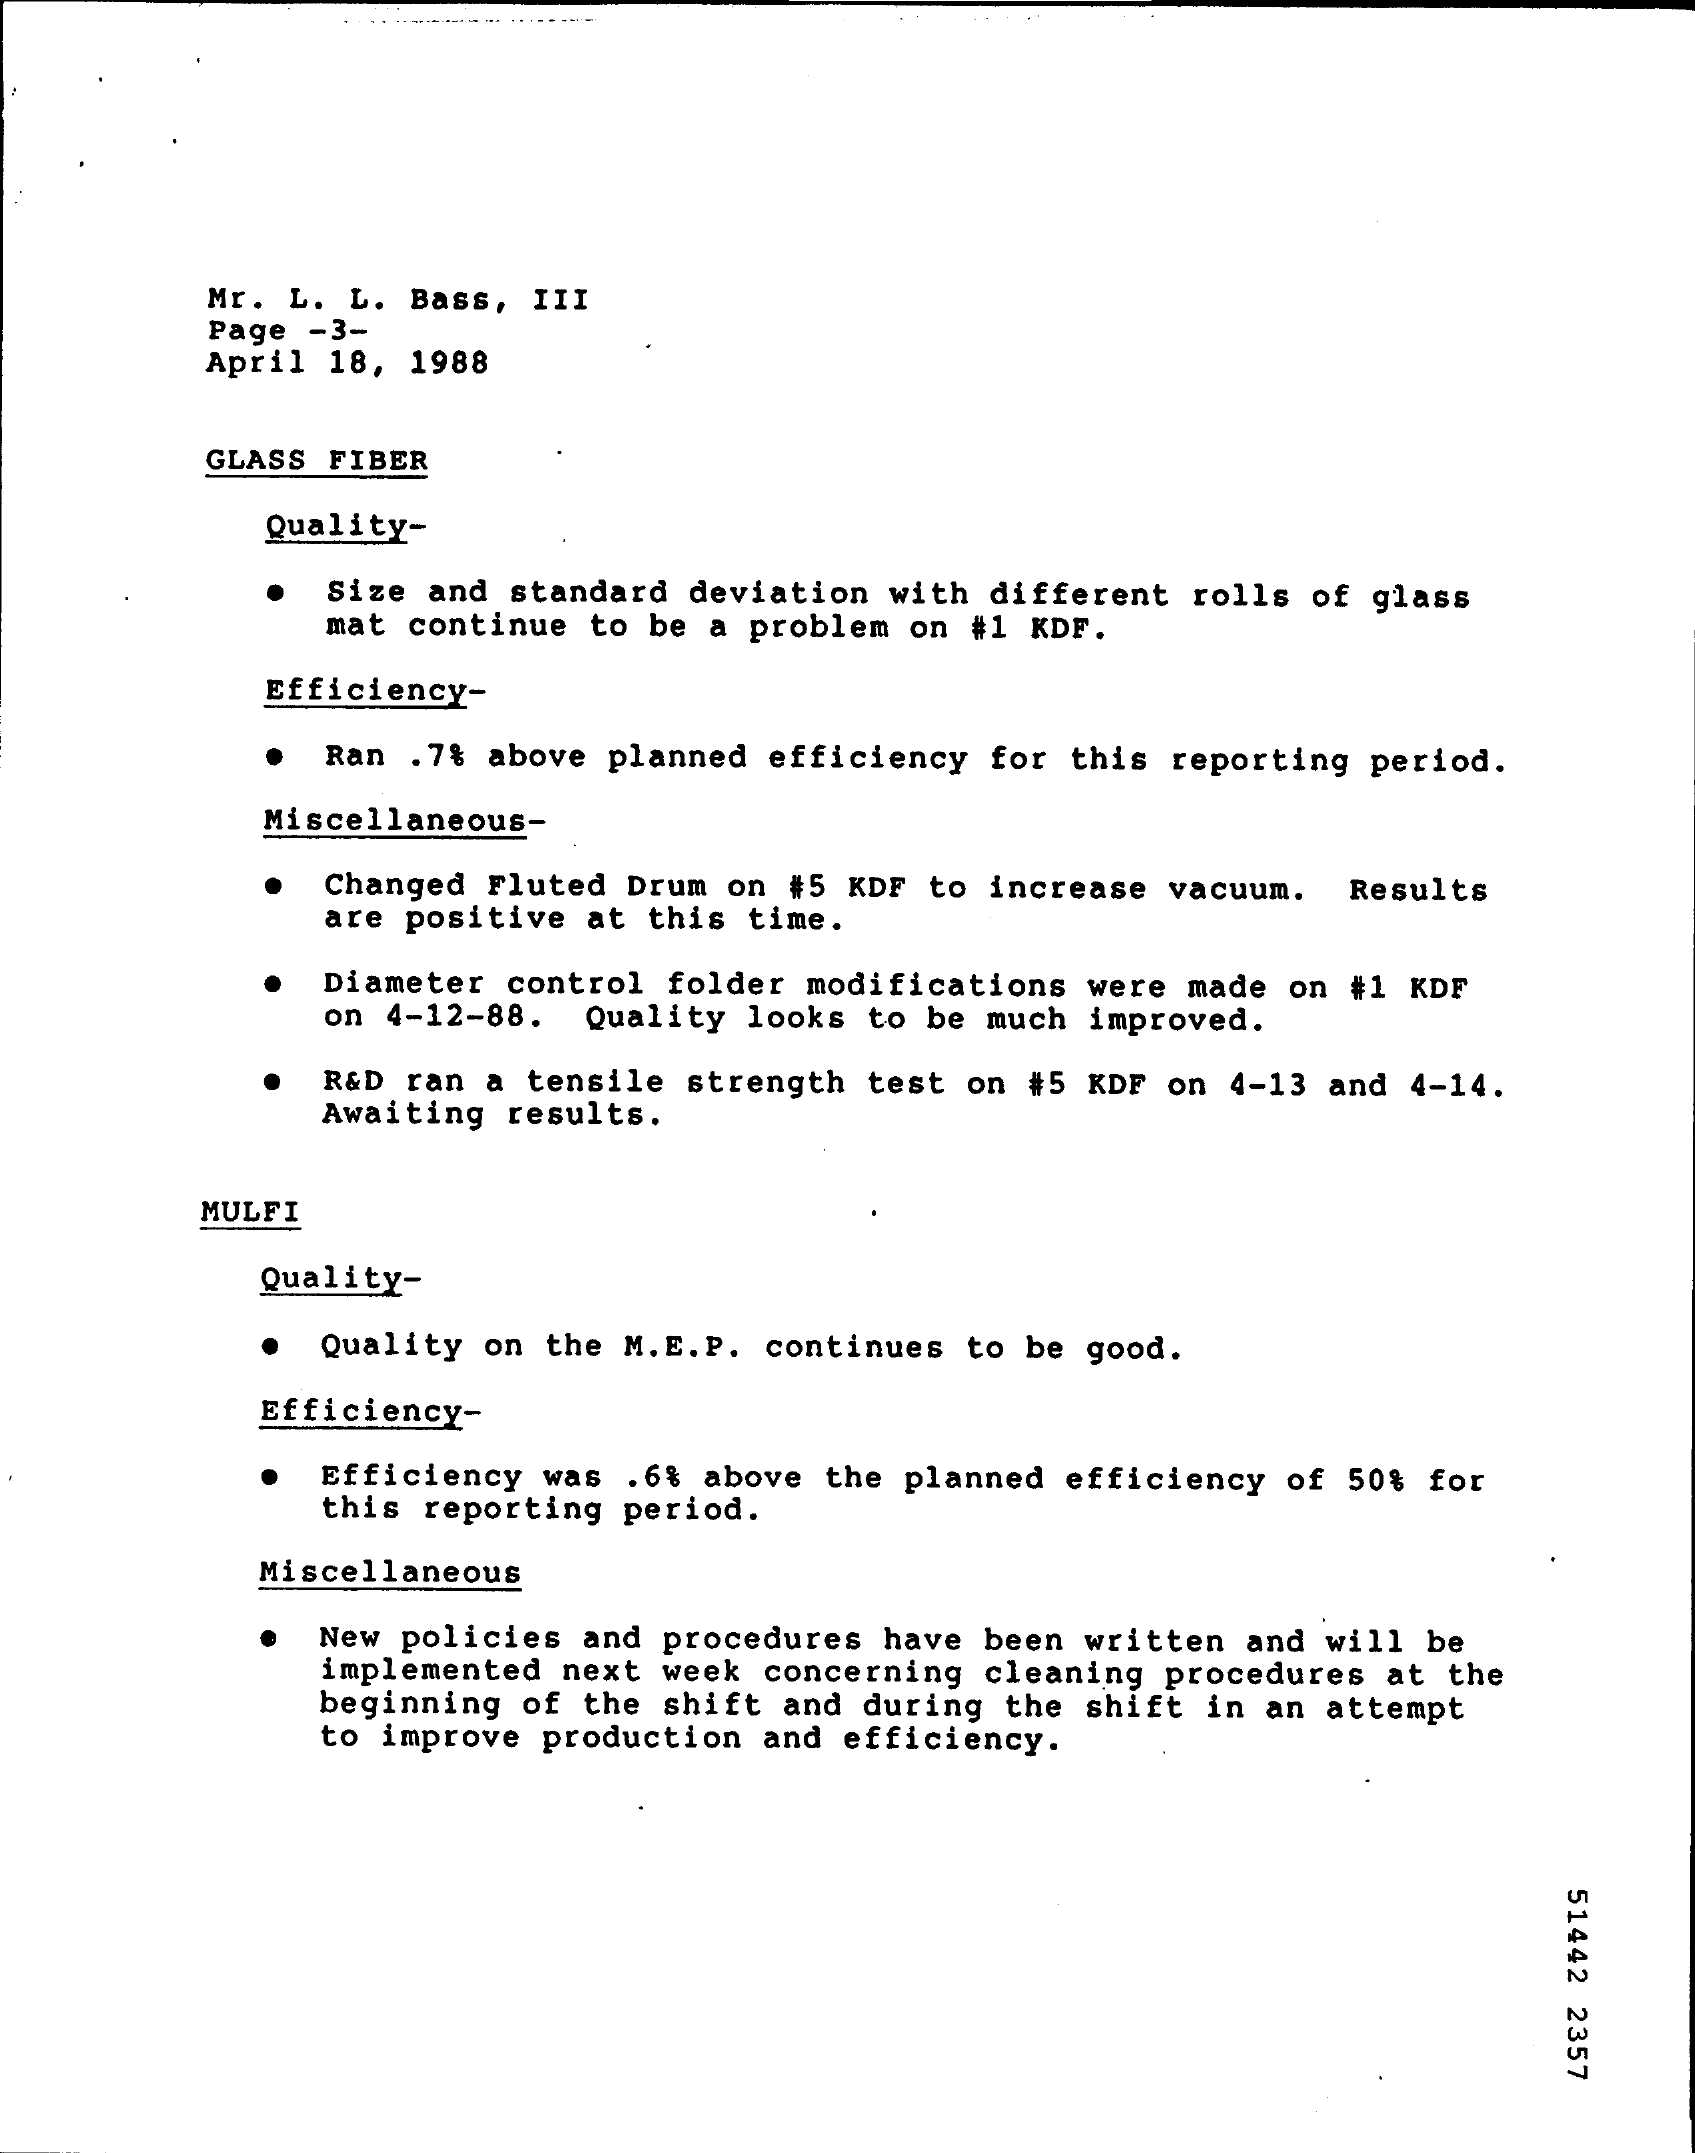 Mr. L. L. Bass, III
Page -3-
April 18, 1988
GLASS FIBER
Quality-
● Size and standard deviation with different rolls of glass
mat continue to be a problem on #1 KDF.
Efficiency-
● Ran .7% above planned efficiency for this reporting period.
Miscellaneous-
● Changed Fluted Drum on #5 KDF to increase vacuum. Results
are positive at this time.
● Diameter control folder modifications were made on #1 KDF
on 4-12-88. Quality looks to be much improved.
● R&D ran a tensile strength test on #5 KDF on 4-13 and 4-14.
Awaiting results.
MULFI
Quality-
● Quality on the M.E.P. continues to be good.
Efficiency-
● Efficiency was .6% above the planned efficiency of 50% for
this reporting period.
Miscellaneous
● New policies and procedures have been written and will be
implemented next week concerning cleaning procedures at the
beginning of the shift and during the shift in an attempt
to improve production and efficiency.
51442 2357